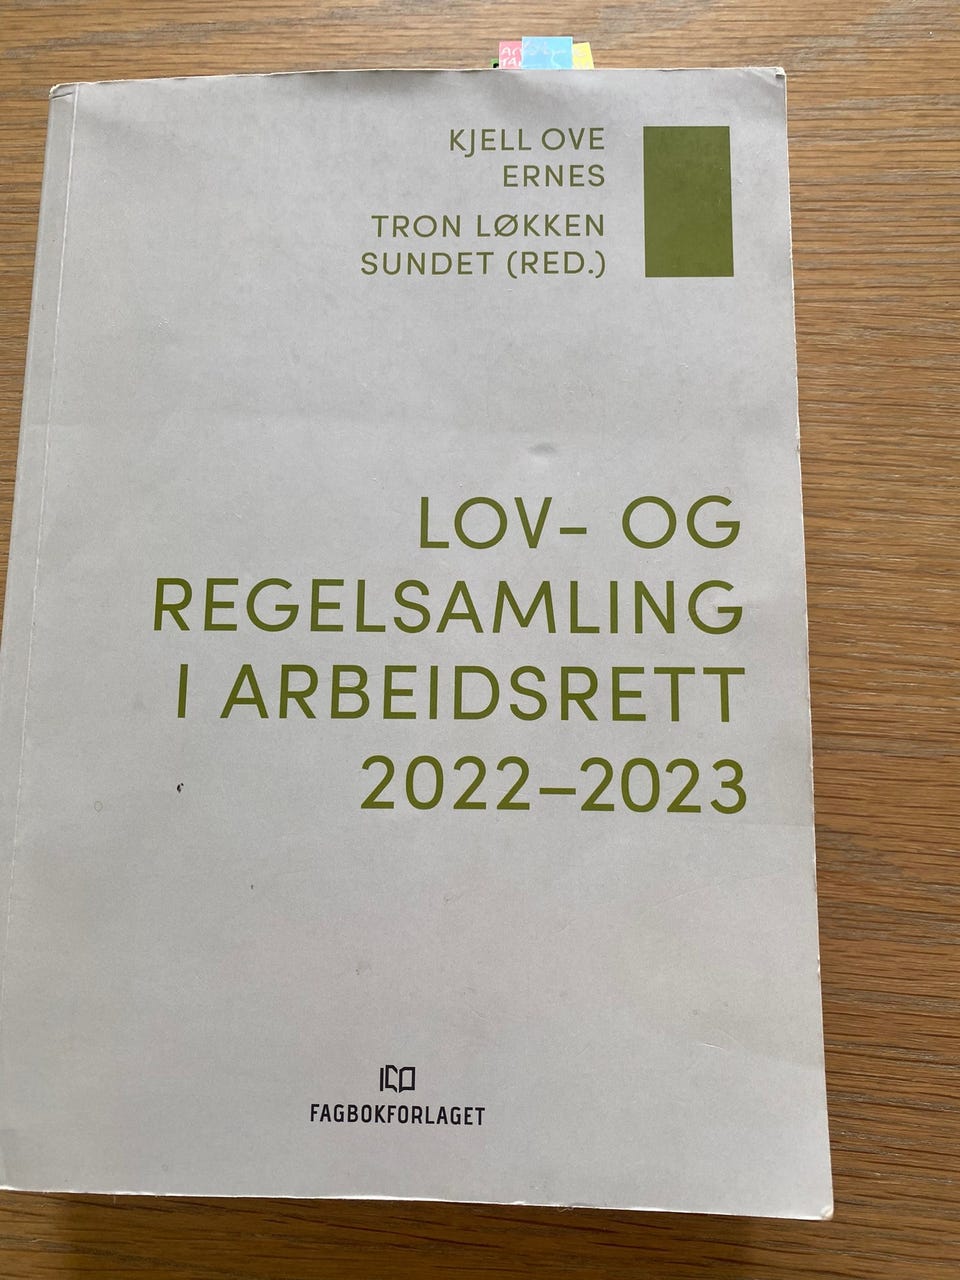 KJELL OVE
ERNES
TRON LØKKEN
SUNDET (RED.)
LOV– OG
REGELSAMLING
I ARBEIDSRETT
2022–2023
FAGBOKFORLAGET